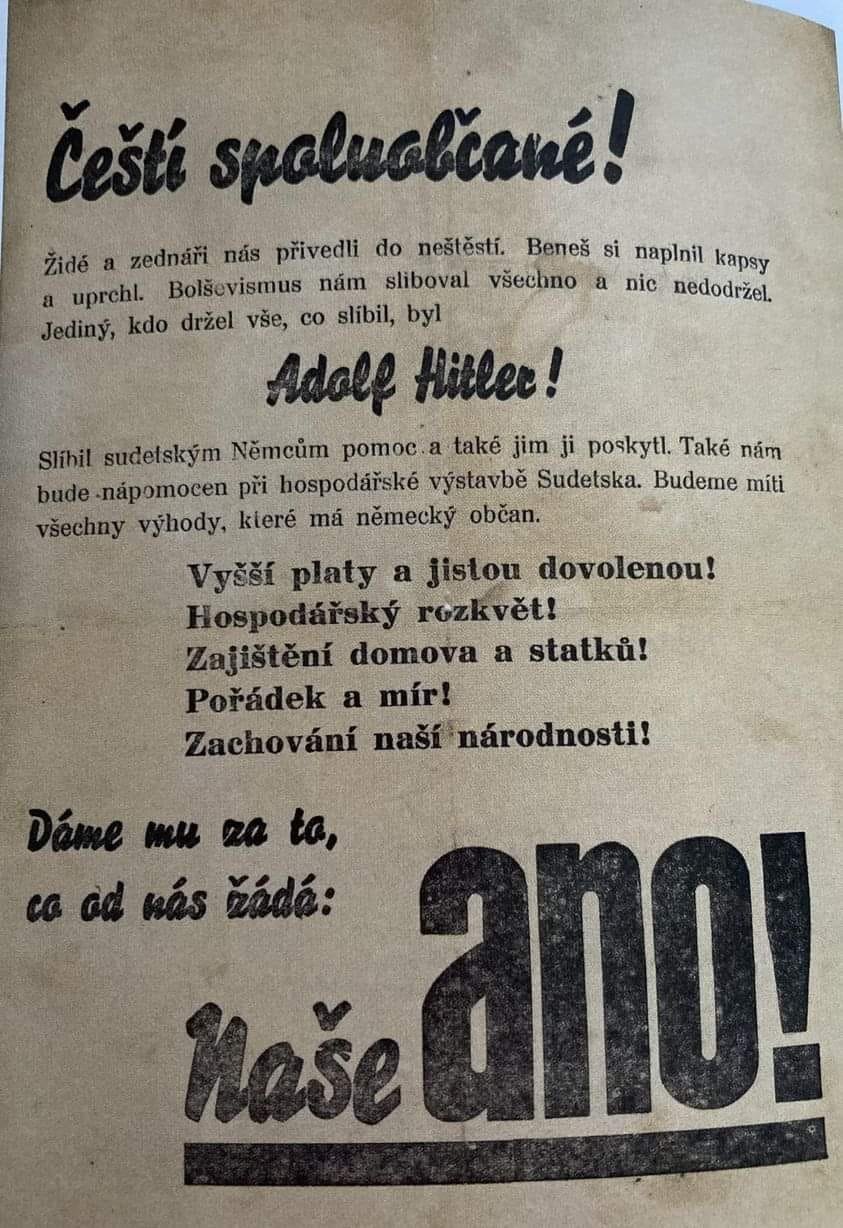 Čeští spoluobčané!
Židé a zednáři nás přivedli do neštěstí. Beneš si naplnil kapsy
a uprchl. Bolševismus nám sliboval všechno a nic nedodržel.
Jediný, kdo držel vše, co slíbil, byl
Adolf Hitler!
Slíbil sudetským Němcům pomoc a také jim ji poskytl. Také nám
bude nápomocen při hospodářské výstavbě Sudetska. Budeme míti
všechny výhody, které má německý občan.
Vyšší platy a jistou dovolenou!
Hospodářský rozkvět!
Zajištění domova a statků!
Pořádek a mír!
Zachování naší národnosti!
Dáme mu za to,
co od nás žádá:
Naše ano!